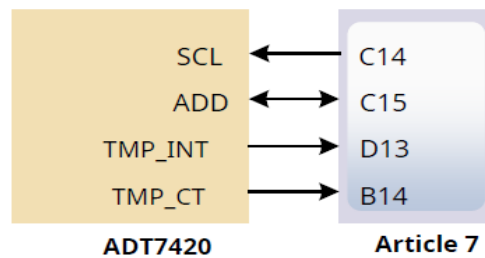 SCL C14
ADD C15
TMP_INT D13
TMP_CT B14
ADT7420 Article 7